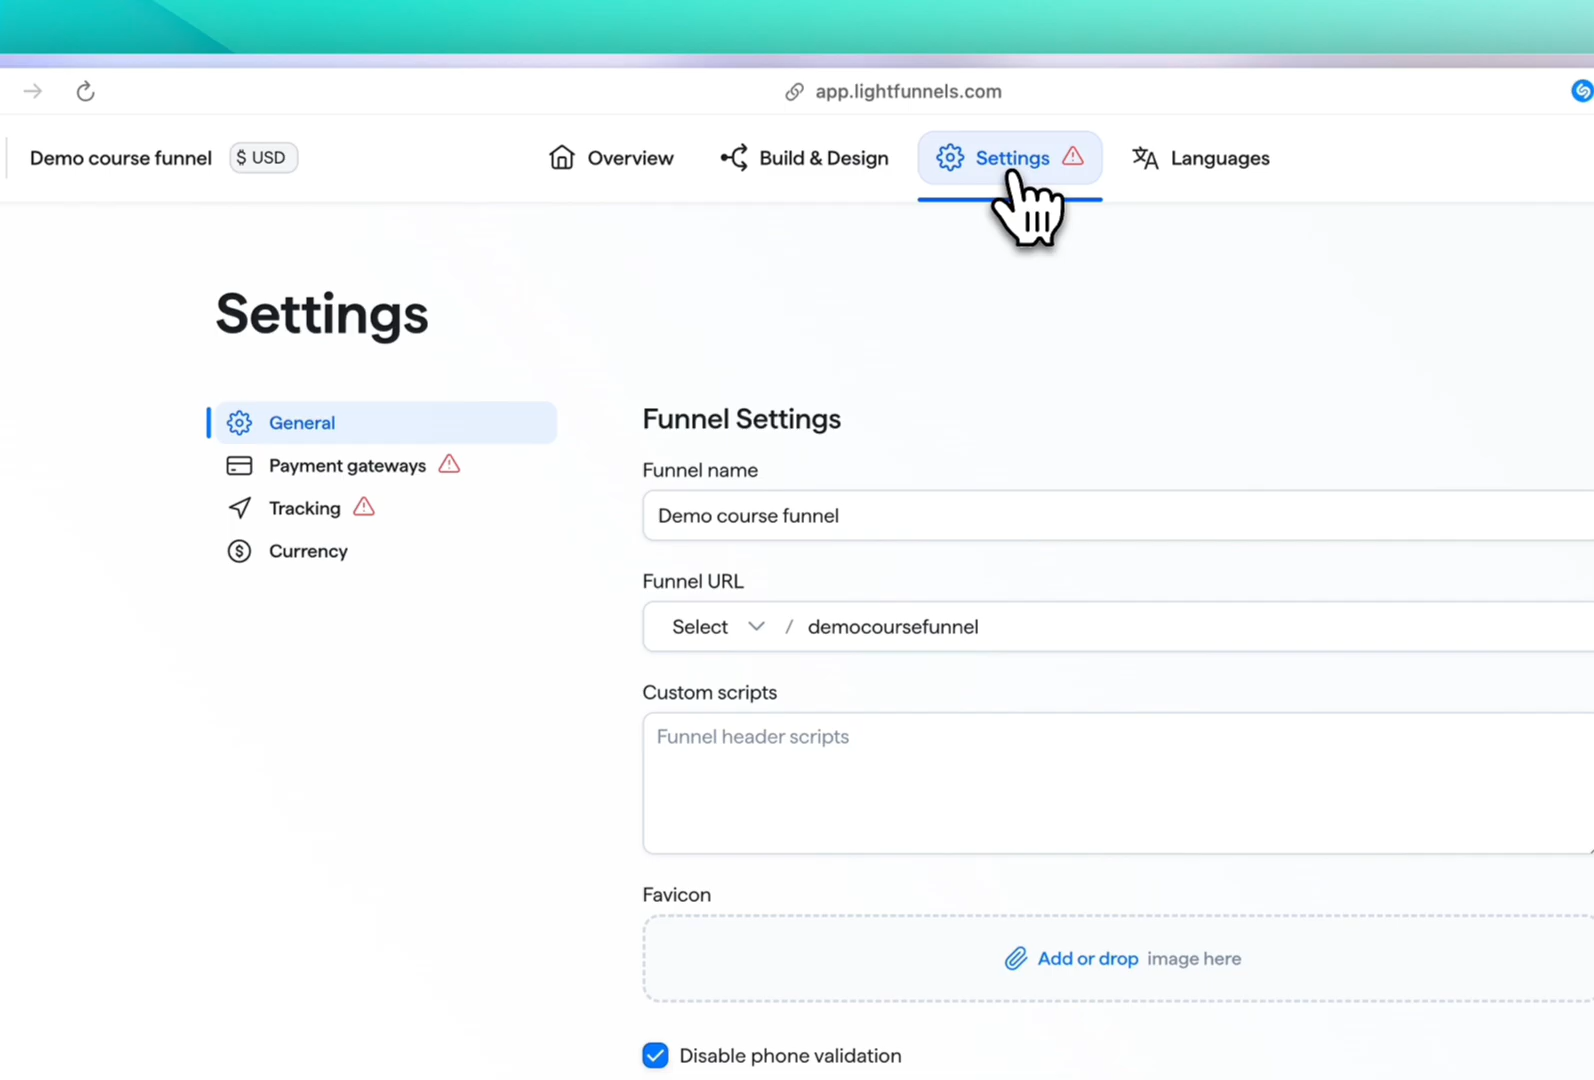 app.lightfunnels.com
Demo course funnel $ USD Overview Build & Design Settings Languages
Settings
General
Payment gateways
Tracking
Currency
Funnel Settings
Funnel name
Demo course funnel
Funnel URL
Select / democoursefunnel
Custom scripts
Funnel header scripts
Favicon
Add or drop image here
Disable phone validation